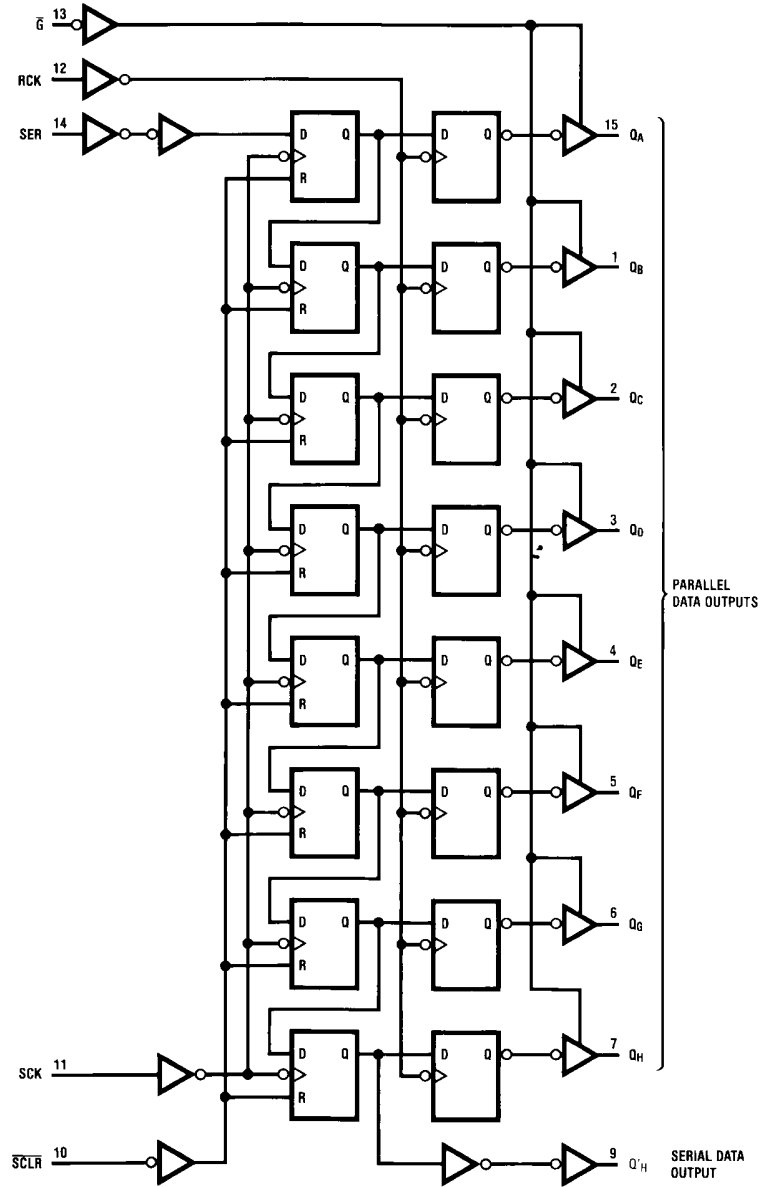 G̅ 13
RCK 12
SER 14
D Q D 15 QA
R
D Q D 1 QB
R
D Q D 2 QC
R
D Q D 3 QD
R
PARALLEL
DATA OUTPUTS
D Q D 4 QE
R
D Q D 5 QF
R
D Q D 6 QG
R
D Q D 7 QH
SCK 11
R
S̅C̅L̅R̅ 10
9 Q'H SERIAL DATA
OUTPUT